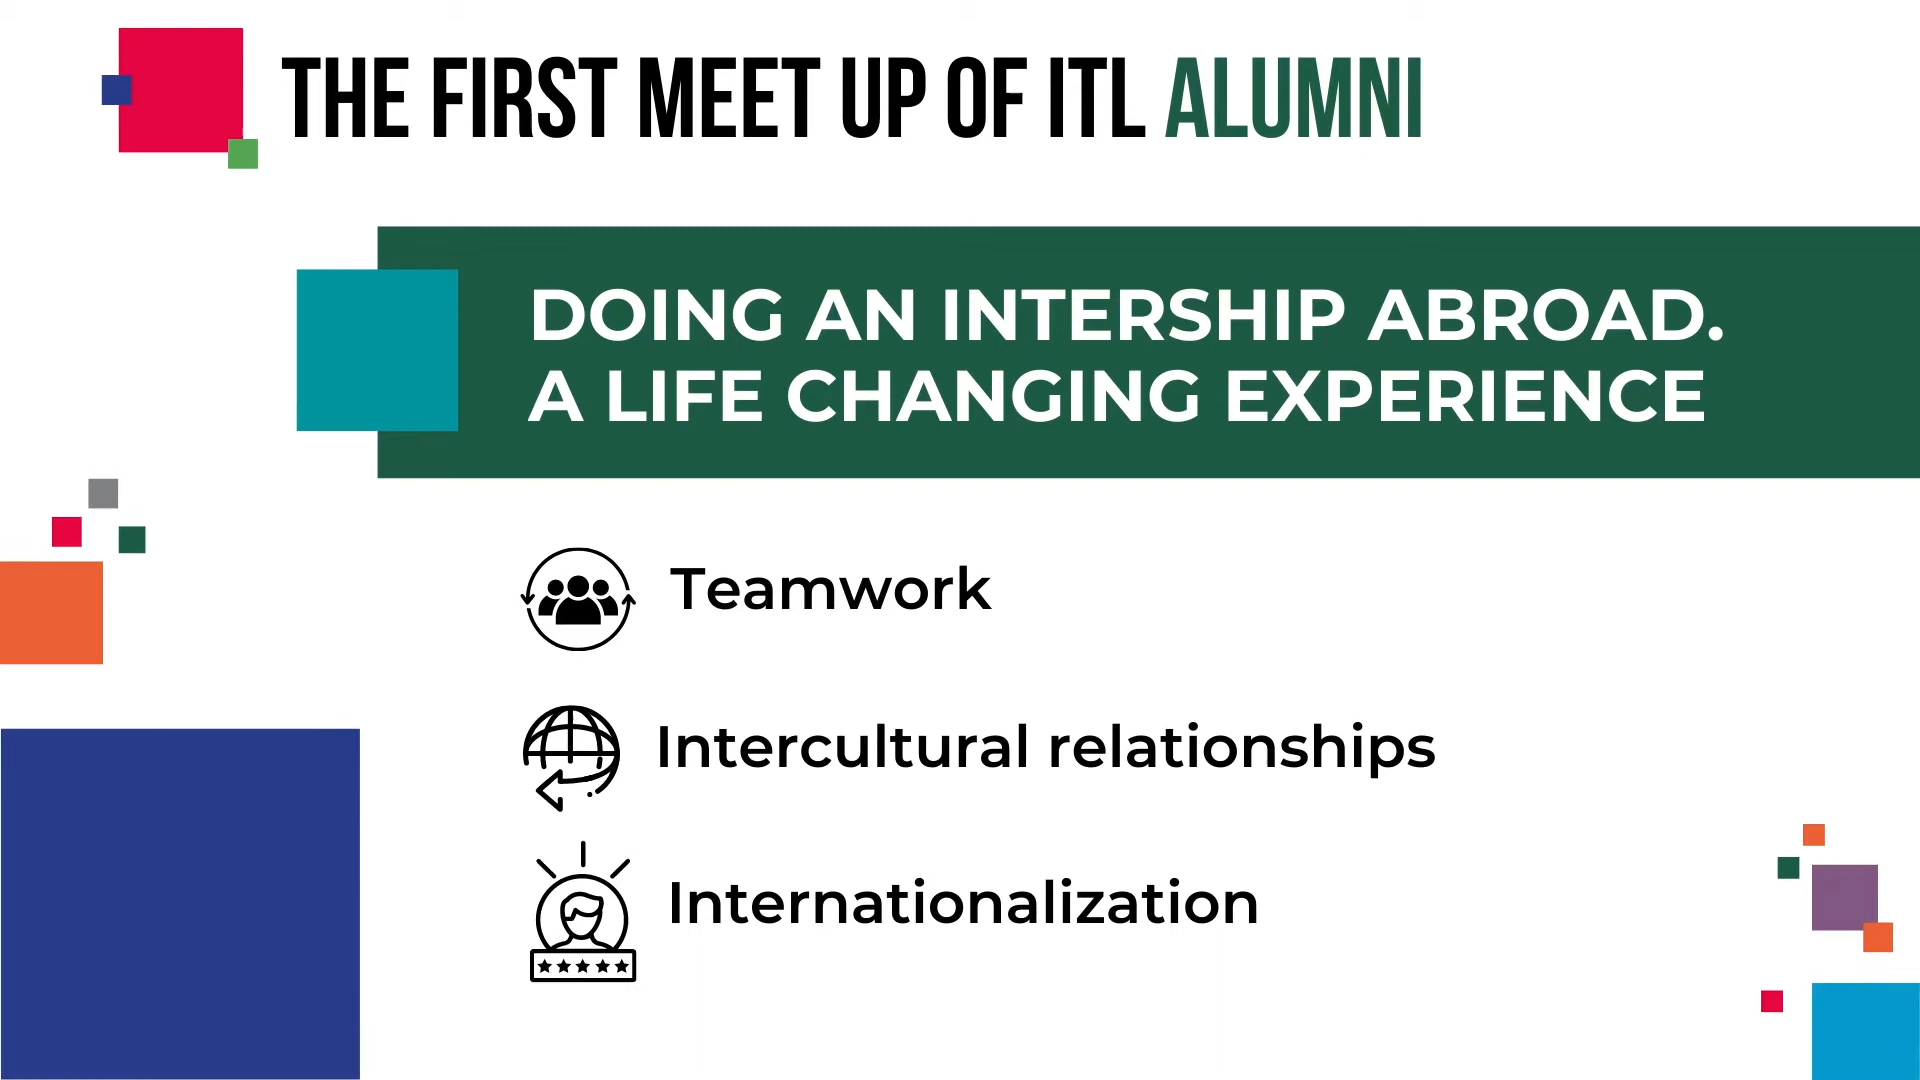 THE FIRST MEET UP OF ITL ALUMNI
DOING AN INTERSHIP ABROAD.
A LIFE CHANGING EXPERIENCE
Teamwork
Intercultural relationships
Internationalization